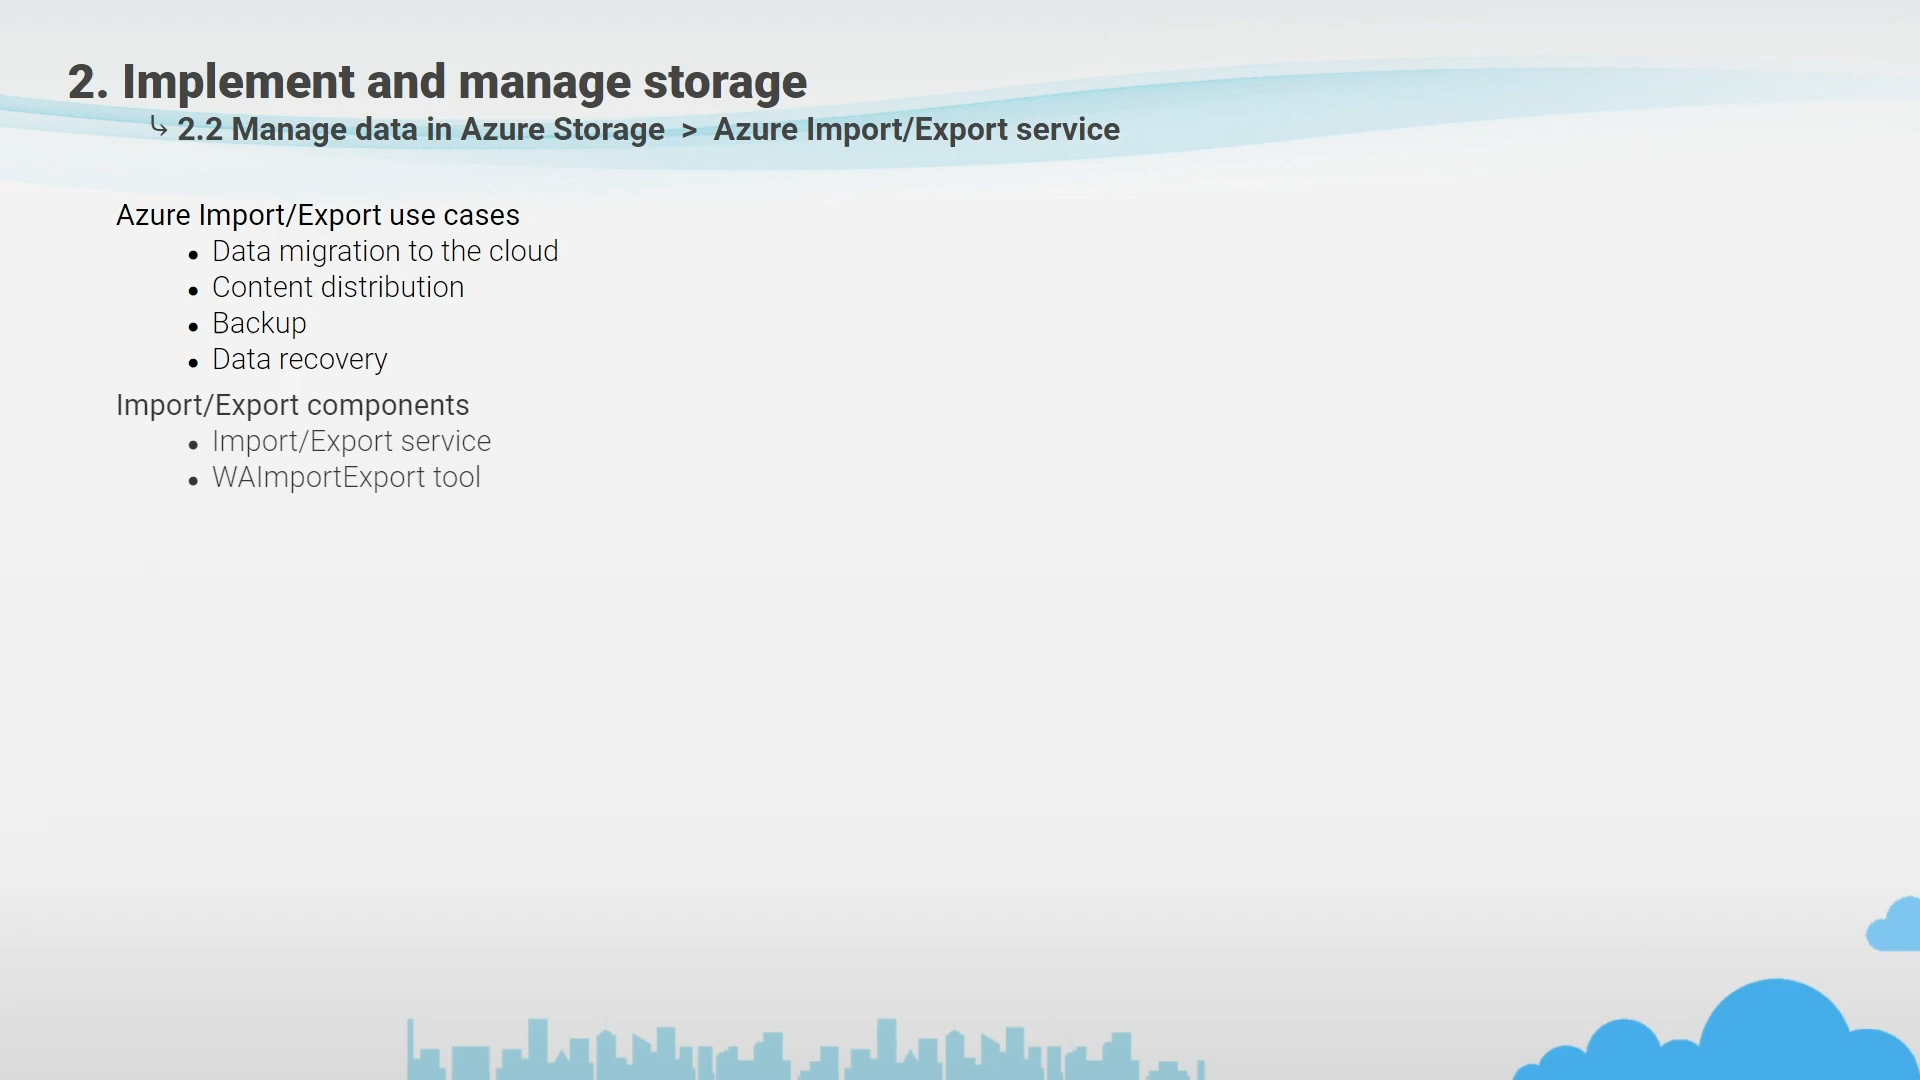 2. Implement and manage storage
↳ 2.2 Manage data in Azure Storage > Azure Import/Export service
Azure Import/Export use cases
• Data migration to the cloud
• Content distribution
• Backup
• Data recovery
Import/Export components
• Import/Export service
• WAImportExport tool